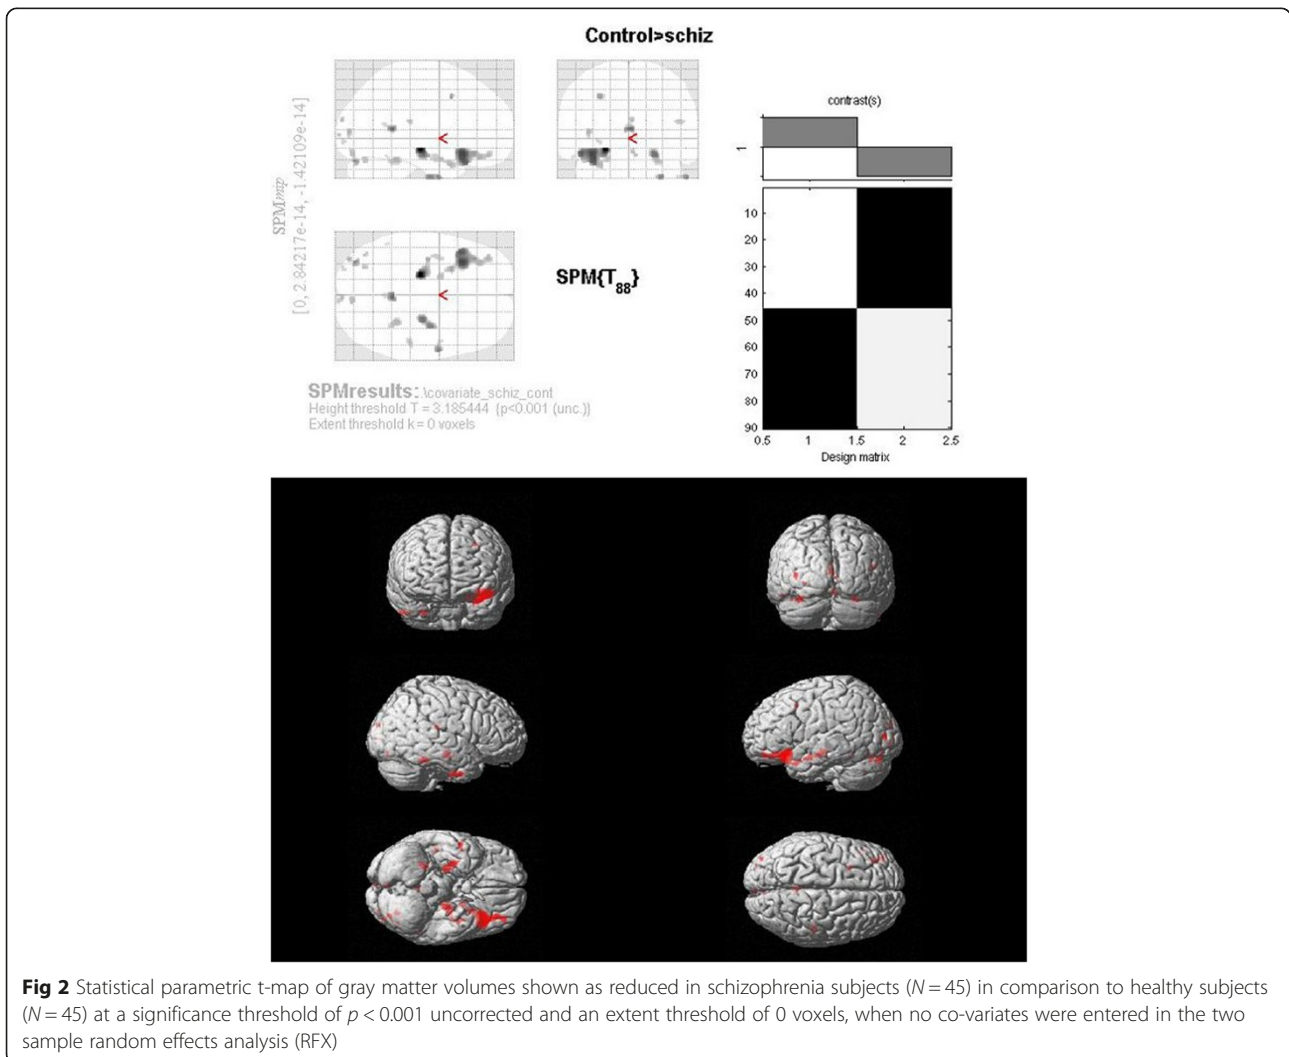 Control>schiz
SPMmip
[0, 2.84217e-14, -1.42109e-14]
<
<
<
SPM{T88}
SPMresults: .\covariate_schiz_cont
Height threshold T = 3.185444 {p<0.001 (unc.)}
Extent threshold k = 0 voxels
contrast(s)
1
10
20
30
40
50
60
70
80
90
0.5 1 1.5 2 2.5
Design matrix
Fig 2 Statistical parametric t-map of gray matter volumes shown as reduced in schizophrenia subjects (N = 45) in comparison to healthy subjects
(N = 45) at a significance threshold of p < 0.001 uncorrected and an extent threshold of 0 voxels, when no co-variates were entered in the two
sample random effects analysis (RFX)